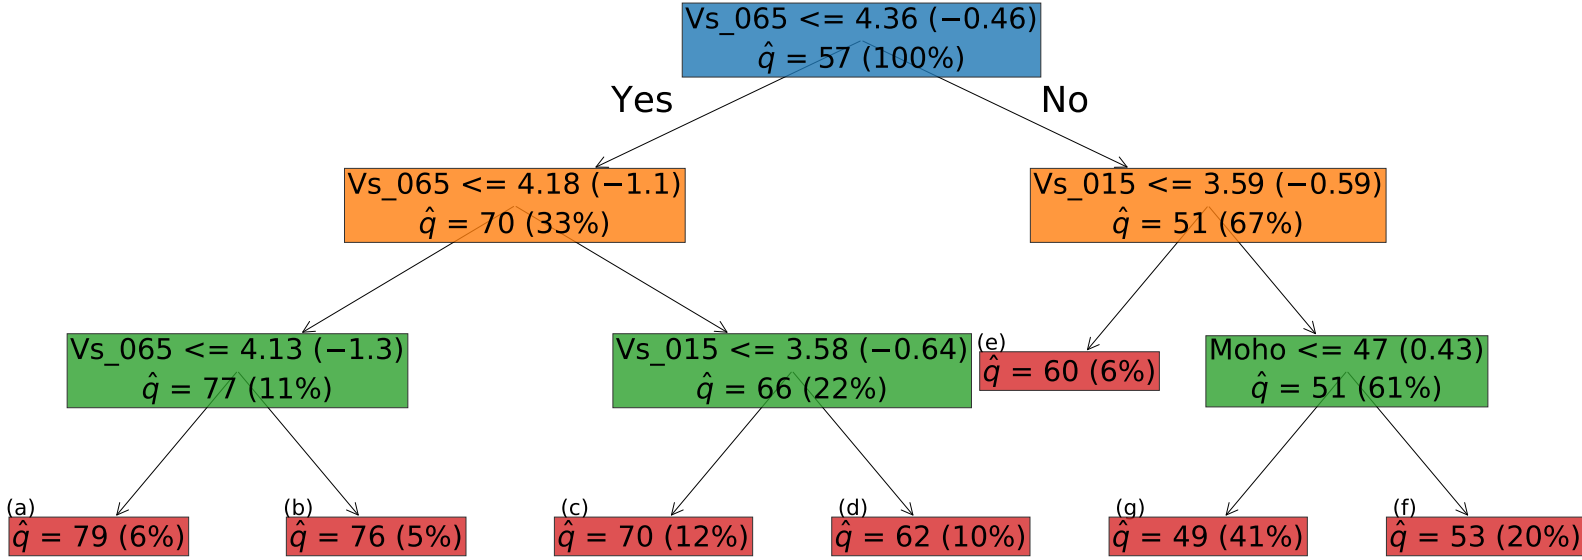 Vs_065 <= 4.36 (−0.46)
q̂ = 57 (100%)
Yes
No
Vs_065 <= 4.18 (−1.1)
q̂ = 70 (33%)
Vs_015 <= 3.59 (−0.59)
q̂ = 51 (67%)
Vs_065 <= 4.13 (−1.3)
q̂ = 77 (11%)
Vs_015 <= 3.58 (−0.64)
q̂ = 66 (22%)
(e)
q̂ = 60 (6%)
Moho <= 47 (0.43)
q̂ = 51 (61%)
(a)
q̂ = 79 (6%)
(b)
q̂ = 76 (5%)
(c)
q̂ = 70 (12%)
(d)
q̂ = 62 (10%)
(g)
q̂ = 49 (41%)
(f)
q̂ = 53 (20%)